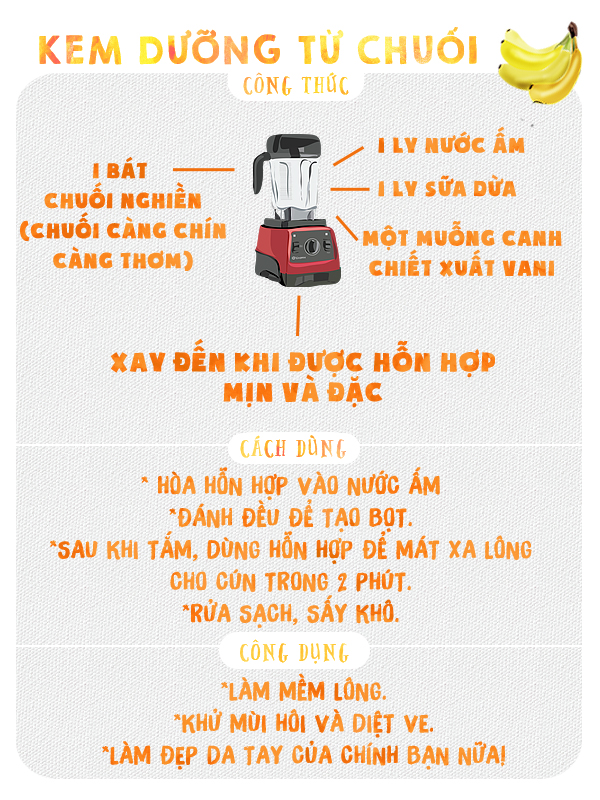 KEM DƯỠNG TỪ CHUỐI
CÔNG THỨC
1 BÁT
CHUỐI NGHIỀN
(CHUỐI CÀNG CHÍN
CÀNG THƠM)
1 LY NƯỚC ẤM
1 LY SỮA DỪA
MỘT MUỖNG CANH
CHIẾT XUẤT VANI
XAY ĐẾN KHI ĐƯỢC HỖN HỢP
MỊN VÀ ĐẶC
CÁCH DÙNG
* HÒA HỖN HỢP VÀO NƯỚC ẤM
*ĐÁNH ĐỀU ĐỂ TẠO BỌT.
*SAU KHI TẮM, DÙNG HỖN HỢP ĐỂ MÁT XA LÔNG
CHO CÚN TRONG 2 PHÚT.
*RỬA SẠCH, SẤY KHÔ.
CÔNG DỤNG
*LÀM MỀM LÔNG.
*KHỬ MÙI HÔI VÀ DIỆT VE.
*LÀM ĐẸP DA TAY CỦA CHÍNH BẠN NỮA!